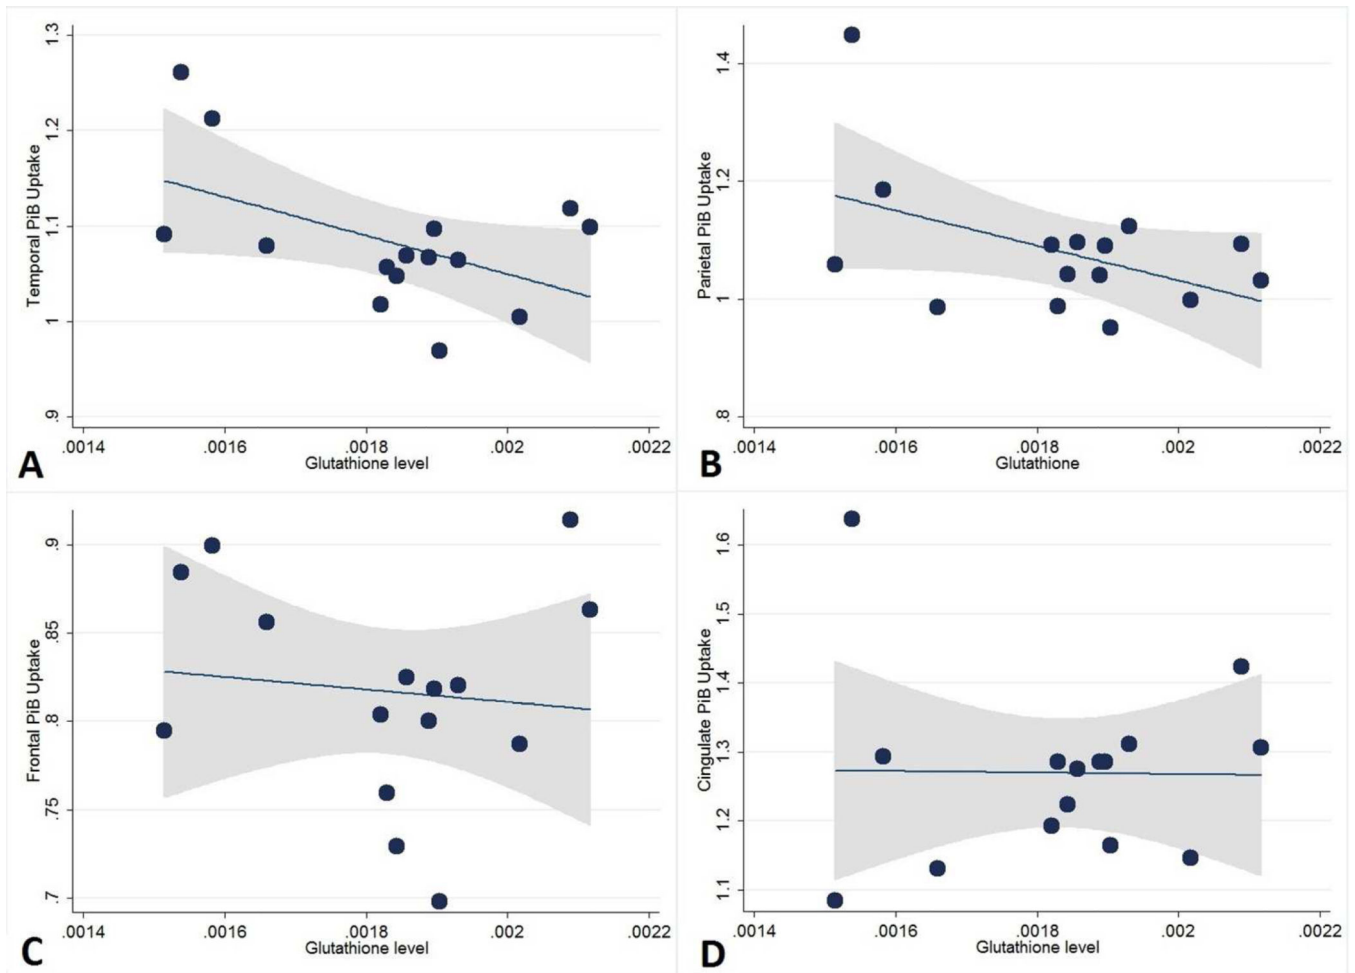 1.3
1.2
1.1
1
.9
Temporal PiB Uptake
.0014 .0016 .0018 .002 .0022
Glutathione level
A
1.4
1.2
1
.8
Parietal PiB Uptake
.0014 .0016 .0018 .002 .0022
Glutathione
B
.9
.85
.8
.75
.7
Frontal PiB Uptake
.0014 .0016 .0018 .002 .0022
Glutathione level
C
1.6
1.5
1.4
1.3
1.2
1.1
Cingulate PiB Uptake
.0014 .0016 .0018 .002 .0022
Glutathione level
D